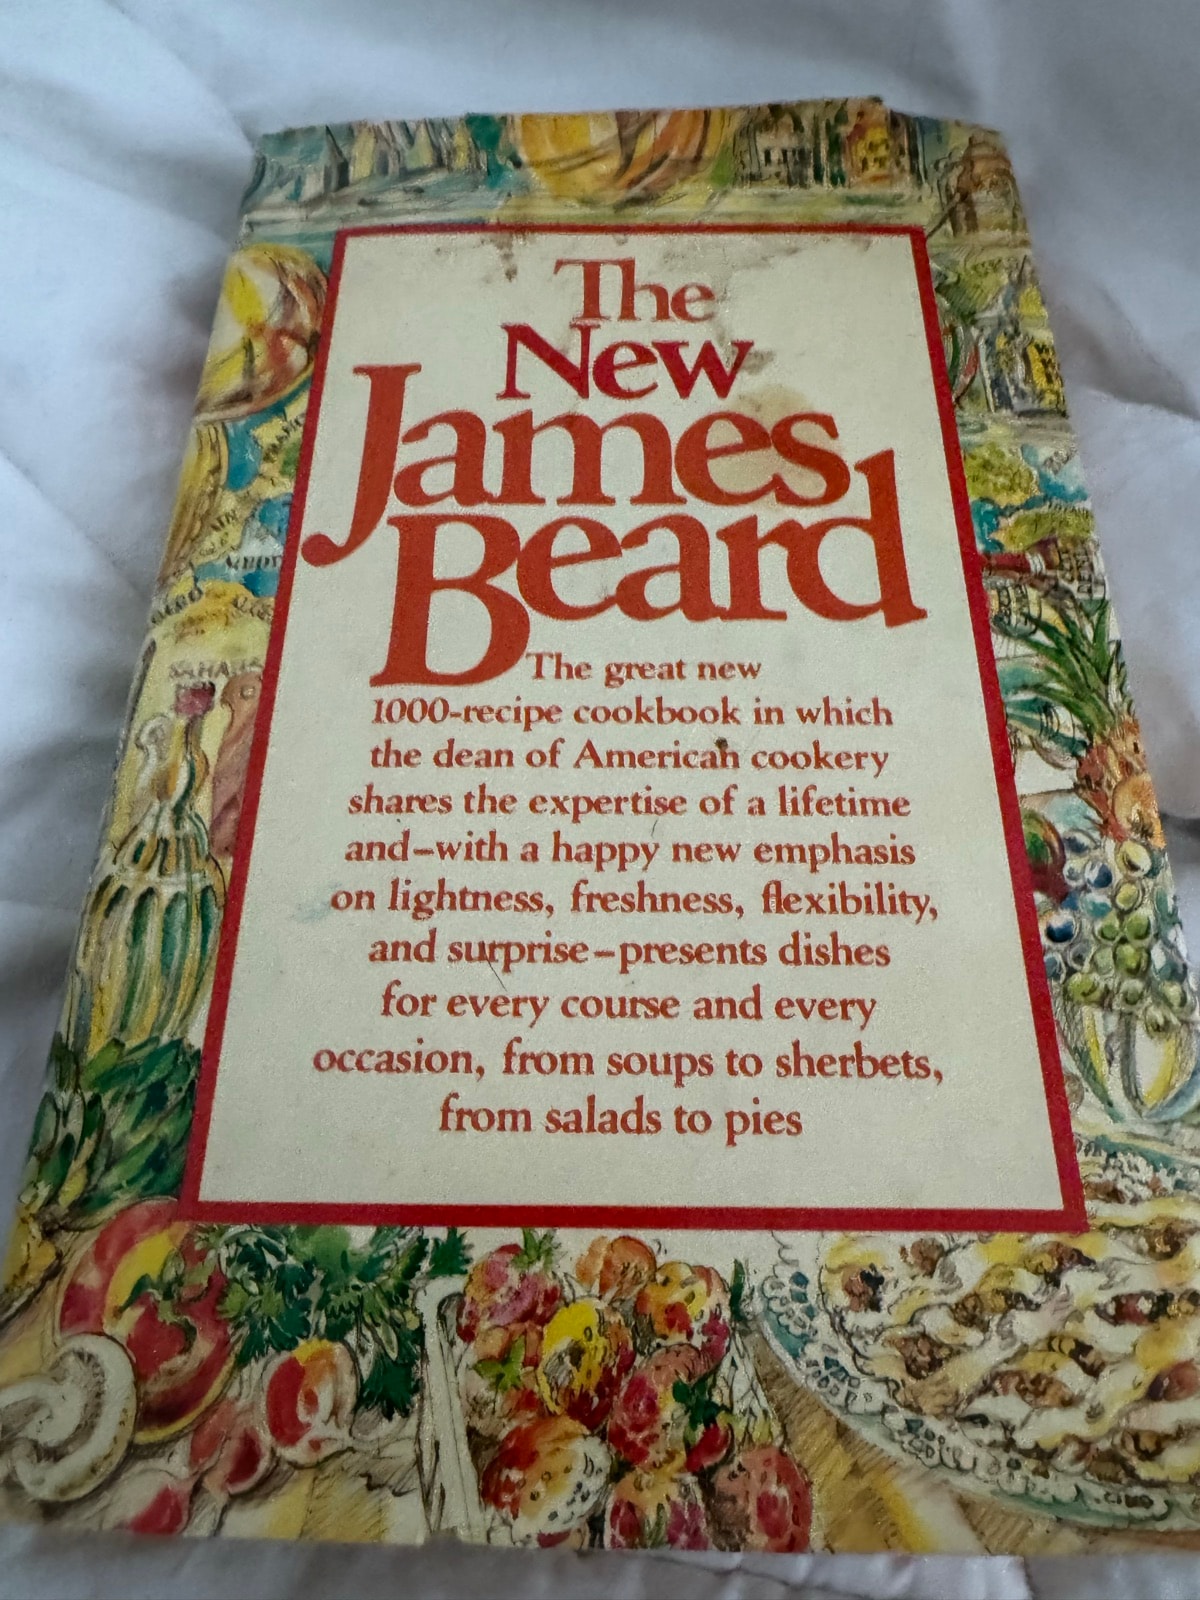 The
New
James
Beard
The great new
1000-recipe cookbook in which
the dean of American cookery
shares the expertise of a lifetime
and–with a happy new emphasis
on lightness, freshness, flexibility,
and surprise–presents dishes
for every course and every
occasion, from soups to sherbets,
from salads to pies